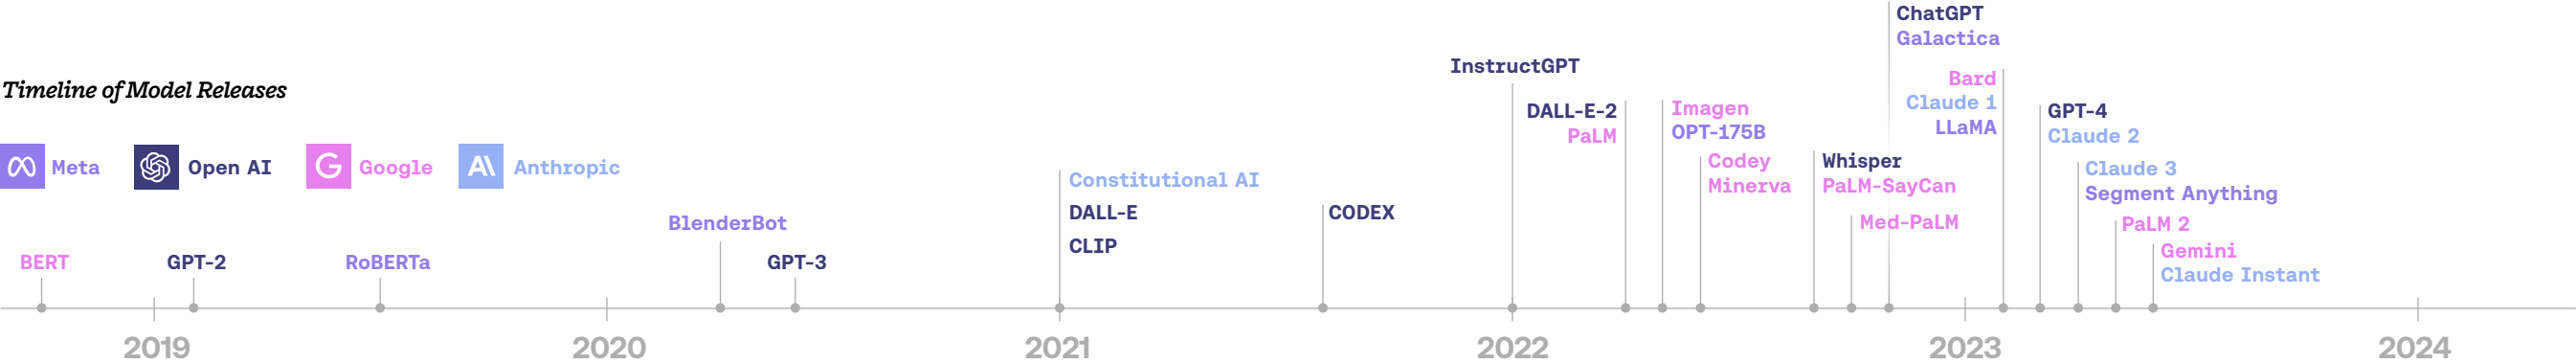 Timeline of Model Releases
Meta
Open AI
Google
Anthropic
BERT
GPT-2
RoBERTa
BlenderBot
GPT-3
Constitutional AI
DALL-E
CLIP
CODEX
InstructGPT
DALL-E-2
PaLM
Imagen
OPT-175B
Codey
Minerva
Whisper
PaLM-SayCan
Med-PaLM
ChatGPT
Galactica
Bard
Claude 1
LLaMA
GPT-4
Claude 2
Claude 3
Segment Anything
PaLM 2
Gemini
Claude Instant
2019
2020
2021
2022
2023
2024